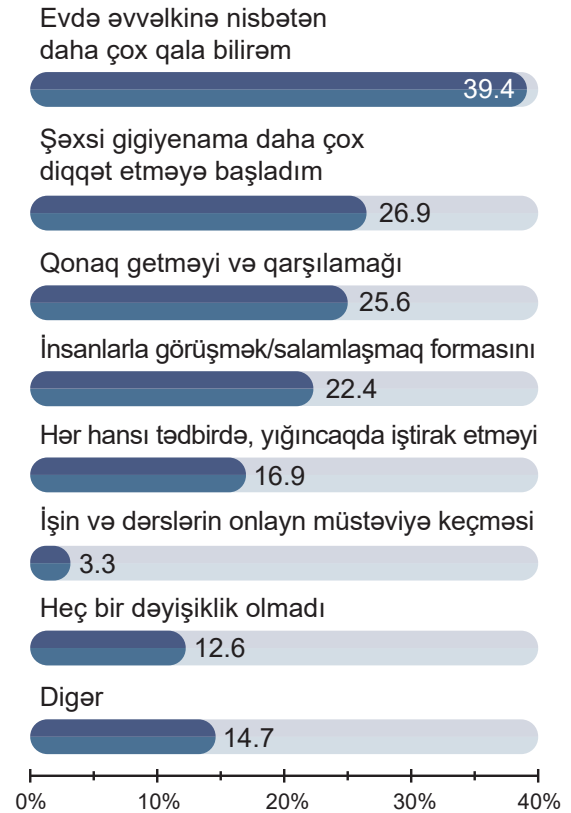 Evdə əvvəlkinə nisbətən
daha çox qala bilirəm
39.4
Şəxsi gigiyenama daha çox
diqqət etməyə başladım
26.9
Qonaq getməyi və qarşılamağı
25.6
İnsanlarla görüşmək/salamlaşmaq formasını
22.4
Hər hansı tədbirdə, yığıncaqda iştirak etməyi
16.9
İşin və dərslərin onlayn müstəviyə keçməsi
3.3
Heç bir dəyişiklik olmadı
12.6
Digər
14.7
0% 10% 20% 30% 40%